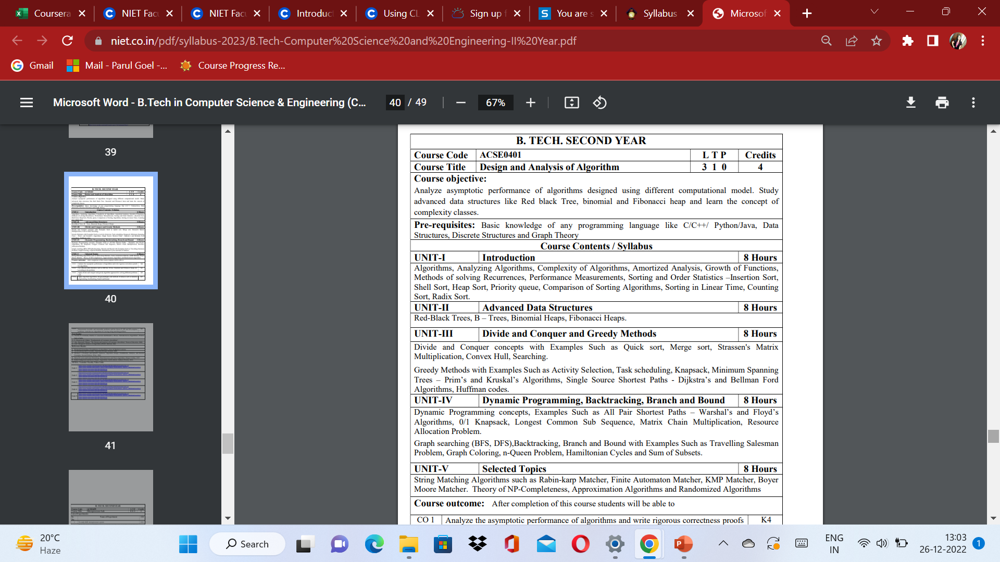 Coursera
NIET Fac
NIET Fac
Introduc
Using CL
Sign up f
You are s
Syllabus
Microsof
niet.co.in/pdf/syllabus-2023/B.Tech-Computer%20Science%20and%20Engineering-II%20Year.pdf
Gmail
Mail - Parul Goel -...
Course Progress Re...
Microsoft Word - B.Tech in Computer Science & Engineering (C...
40 / 49
67%
39
40
41
B. TECH. SECOND YEAR
Course Code ACSE0401 L T P Credits
Course Title Design and Analysis of Algorithm 3 1 0 4
Course objective:
Analyze asymptotic performance of algorithms designed using different computational model. Study
advanced data structures like Red black Tree, binomial and Fibonacci heap and learn the concept of
complexity classes.
Pre-requisites: Basic knowledge of any programming language like C/C++/ Python/Java, Data
Structures, Discrete Structures and Graph Theory
Course Contents / Syllabus
UNIT-I Introduction 8 Hours
Algorithms, Analyzing Algorithms, Complexity of Algorithms, Amortized Analysis, Growth of Functions,
Methods of solving Recurrences, Performance Measurements, Sorting and Order Statistics –Insertion Sort,
Shell Sort, Heap Sort, Priority queue, Comparison of Sorting Algorithms, Sorting in Linear Time, Counting
Sort, Radix Sort.
UNIT-II Advanced Data Structures 8 Hours
Red-Black Trees, B – Trees, Binomial Heaps, Fibonacci Heaps.
UNIT-III Divide and Conquer and Greedy Methods 8 Hours
Divide and Conquer concepts with Examples Such as Quick sort, Merge sort, Strassen's Matrix
Multiplication, Convex Hull, Searching.
Greedy Methods with Examples Such as Activity Selection, Task scheduling, Knapsack, Minimum Spanning
Trees – Prim’s and Kruskal’s Algorithms, Single Source Shortest Paths - Dijkstra’s and Bellman Ford
Algorithms, Huffman codes.
UNIT-IV Dynamic Programming, Backtracking, Branch and Bound 8 Hours
Dynamic Programming concepts, Examples Such as All Pair Shortest Paths – Warshal’s and Floyd’s
Algorithms, 0/1 Knapsack, Longest Common Sub Sequence, Matrix Chain Multiplication, Resource
Allocation Problem.
Graph searching (BFS, DFS),Backtracking, Branch and Bound with Examples Such as Travelling Salesman
Problem, Graph Coloring, n-Queen Problem, Hamiltonian Cycles and Sum of Subsets.
UNIT-V Selected Topics 8 Hours
String Matching Algorithms such as Rabin-karp Matcher, Finite Automaton Matcher, KMP Matcher, Boyer
Moore Matcher. Theory of NP-Completeness, Approximation Algorithms and Randomized Algorithms
Course outcome: After completion of this course students will be able to
CO 1 Analyze the asymptotic performance of algorithms and write rigorous correctness proofs K4
20°C
Haze
Search
ENG
IN
13:03
26-12-2022
1